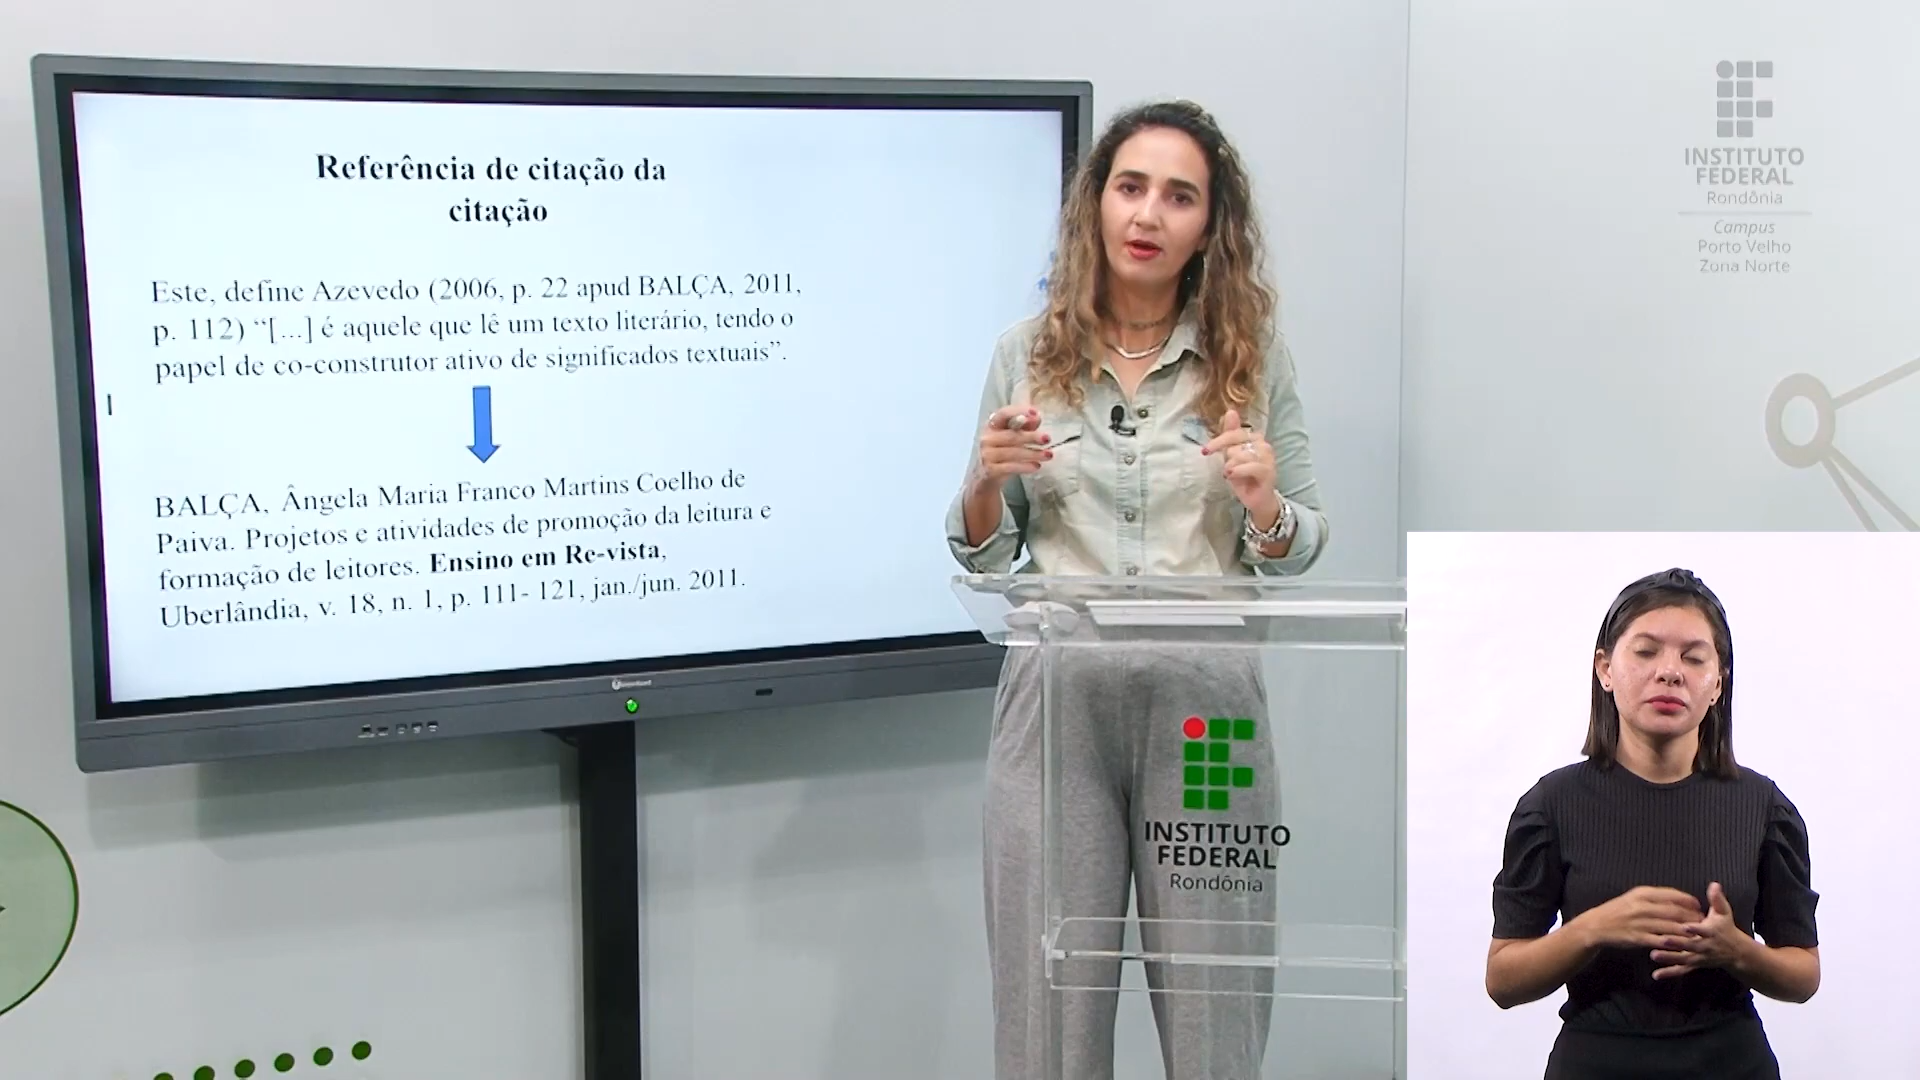 Referência de citação da
citação
Este, define Azevedo (2006, p. 22 apud BALÇA, 2011,
p. 112) “[...] é aquele que lê um texto literário, tendo o
papel de co-construtor ativo de significados textuais”.
BALÇA, Ângela Maria Franco Martins Coelho de
Paiva. Projetos e atividades de promoção da leitura e
formação de leitores. Ensino em Re-vista,
Uberlândia, v. 18, n. 1, p. 111- 121, jan./jun. 2011.
INSTITUTO
FEDERAL
Rondônia
Campus
Porto Velho
Zona Norte
INSTITUTO
FEDERAL
Rondônia